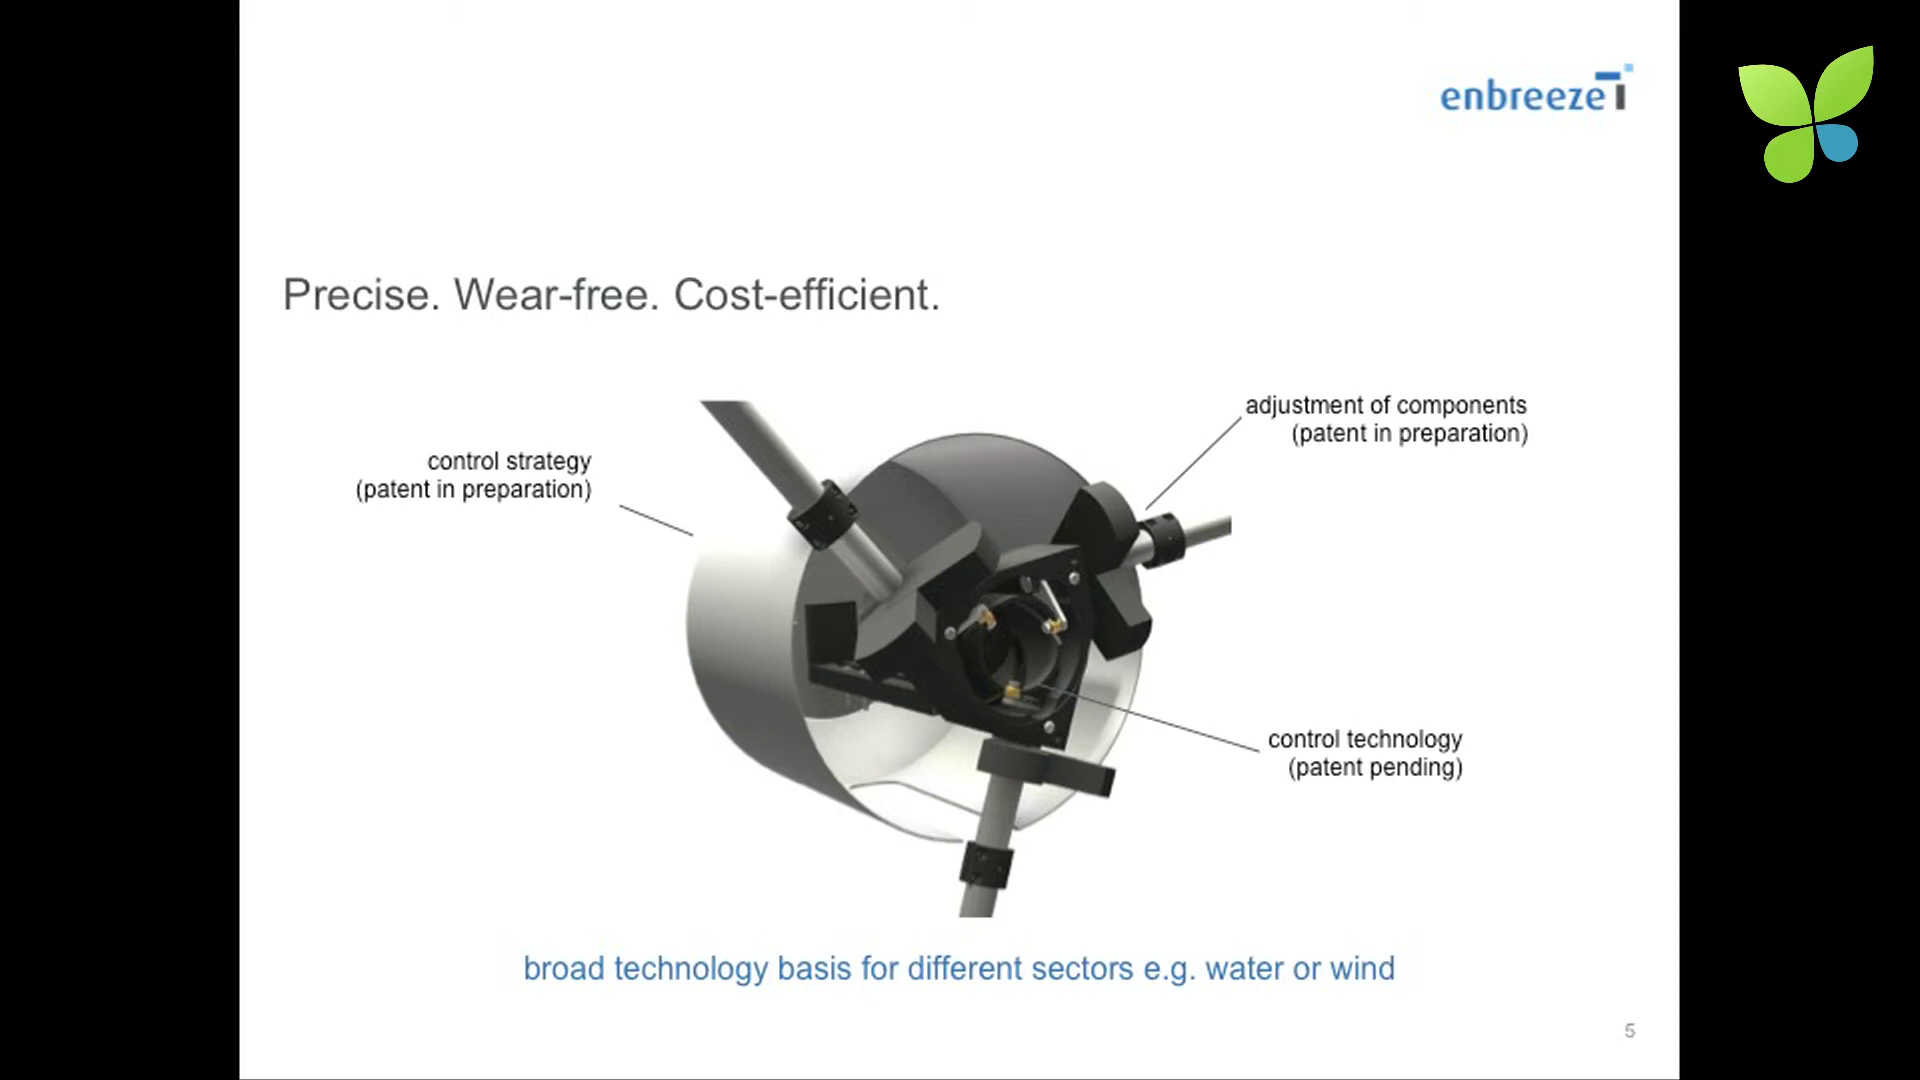 enbreeze
Precise. Wear-free. Cost-efficient.
adjustment of components
(patent in preparation)
control strategy
(patent in preparation)
control technology
(patent pending)
broad technology basis for different sectors e.g. water or wind
5